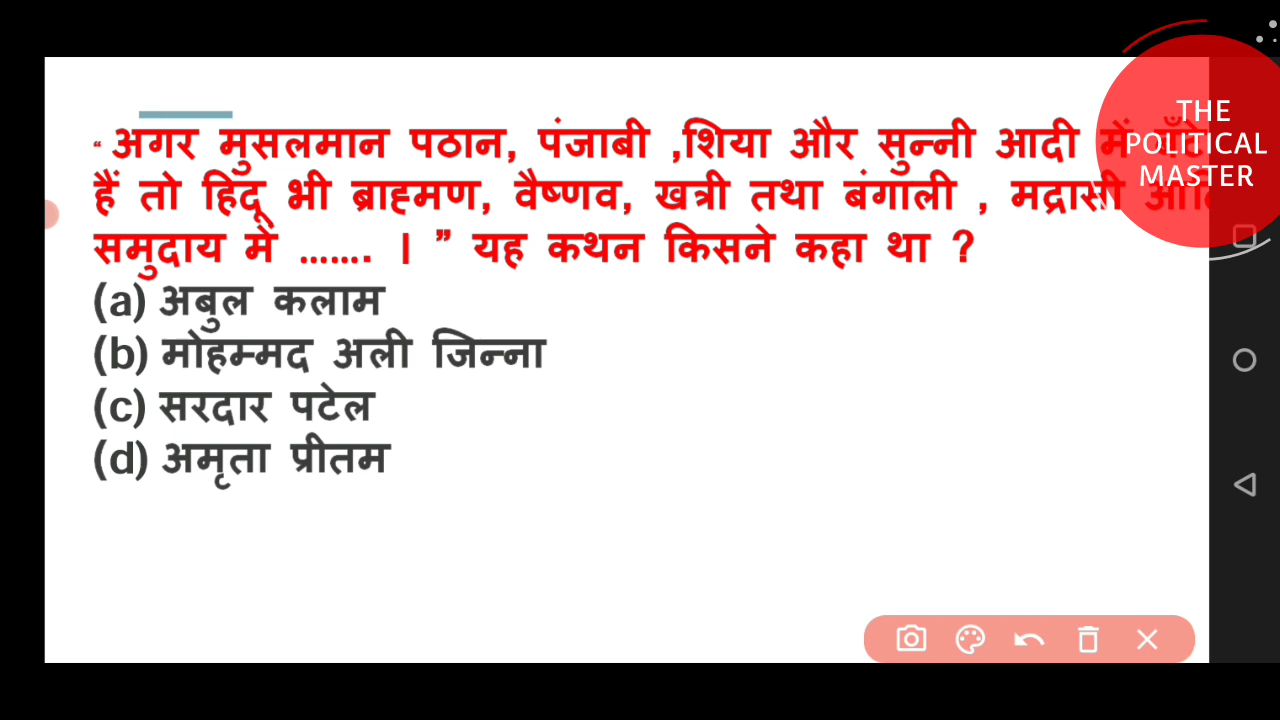 “ अगर मुसलमान पठान, पंजाबी ,शिया और सुन्नी आदी में
हैं तो हिंदू भी ब्राह्मण, वैष्णव, खत्री तथा बंगाली , मद्रासी
समुदाय में ....... | ” यह कथन किसने कहा था ?
(a) अबुल कलाम
(b) मोहम्मद अली जिन्ना
(c) सरदार पटेल
(d) अमृता प्रीतम
THE
POLITICAL
MASTER